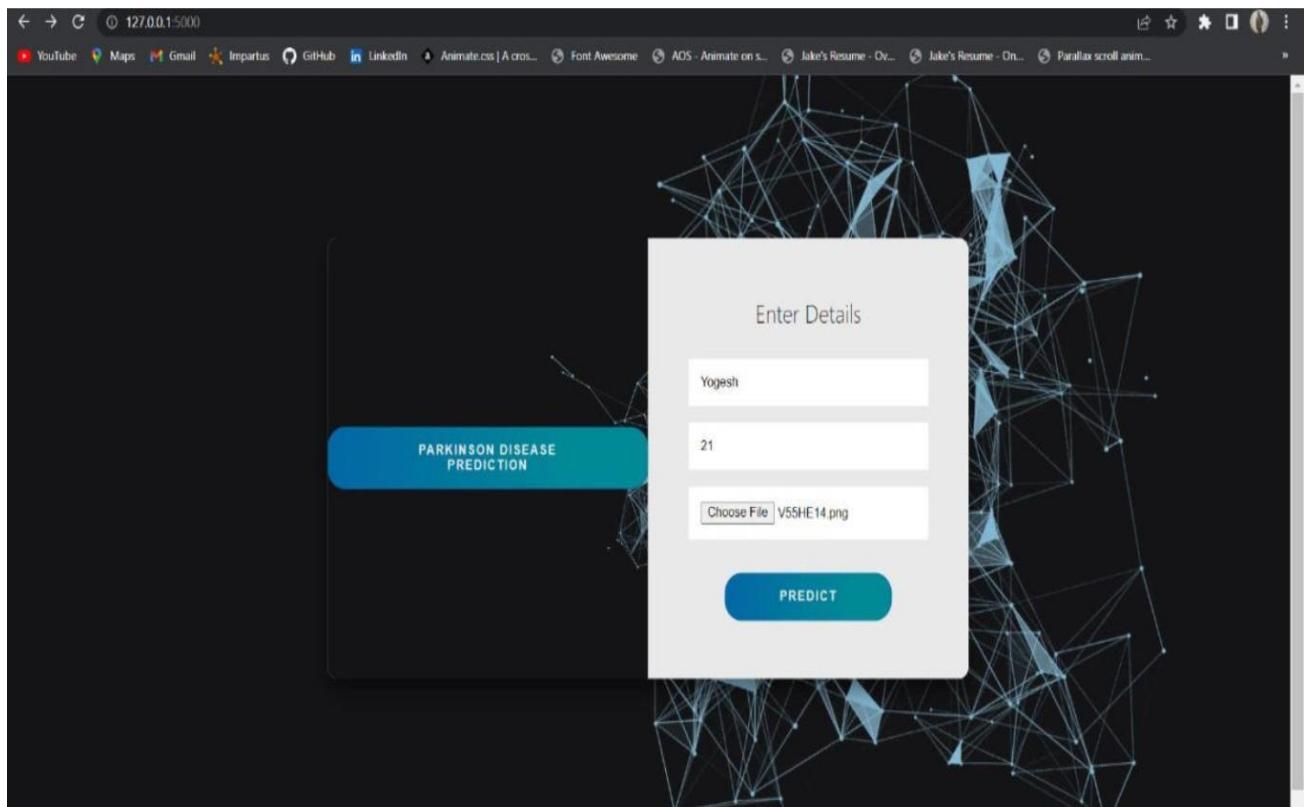 127.0.0.1:5000
YouTube Maps Gmail Impartus GitHub LinkedIn Animate.css | A cros... Font Awesome AOS - Animate on s... Jake's Resume - Ov... Jake's Resume - On... Parallax scroll anim... »
Enter Details
Yogesh
PARKINSON DISEASE
PREDICTION
21
Choose File V55HE14.png
PREDICT